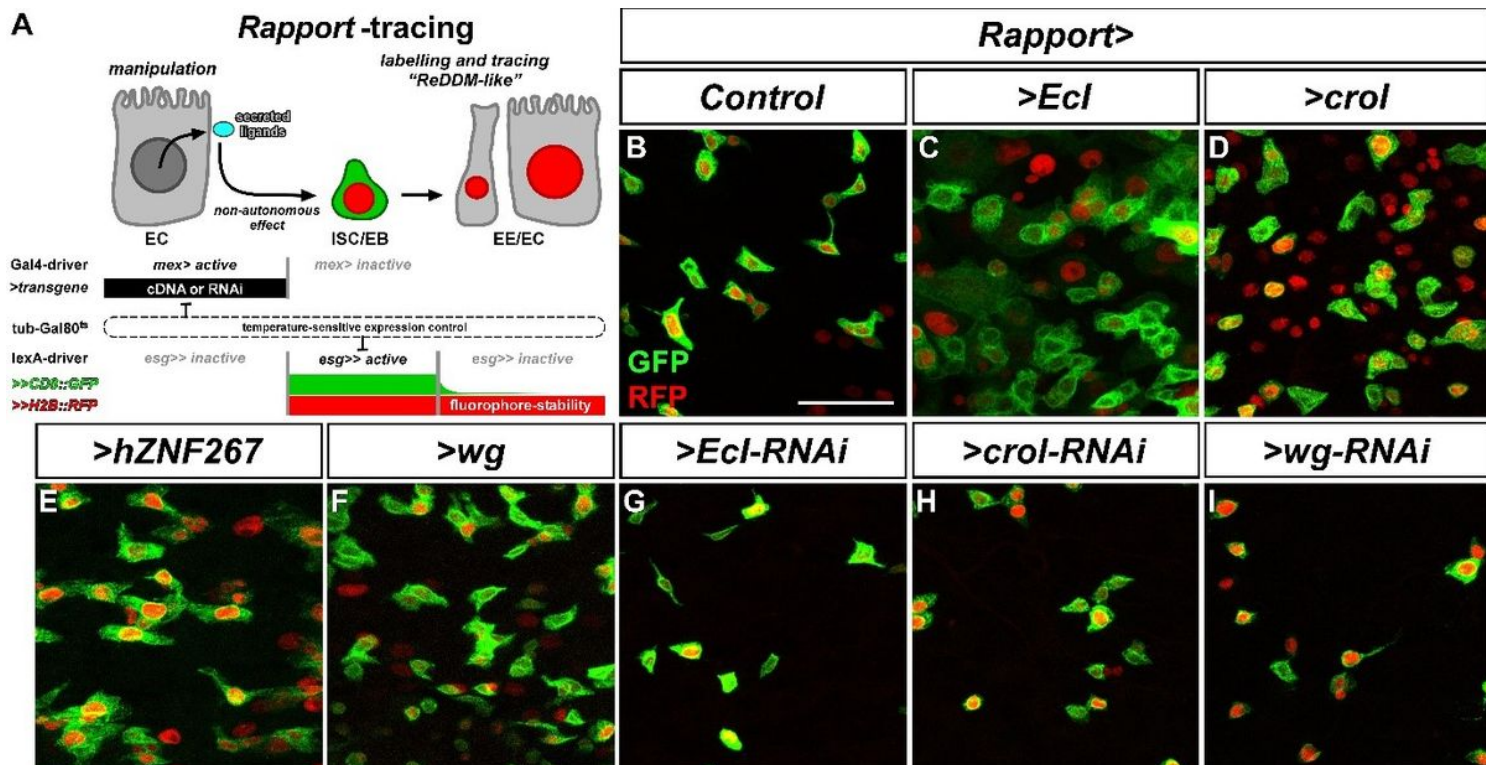 A
Rapport-tracing
manipulation
labelling and tracing
"ReDDM-like"
secreted
ligands
non-autonomous
effect
EC
ISC/EB
EE/EC
Gal4-driver
mex> active
mex> inactive
>transgene
cDNA or RNAi
tub-Gal80ts
temperature-sensitive expression control
lexA-driver
esg>> inactive
esg>> active
esg>> inactive
>>CD8::GFP
>>H2B::RFP
fluorophore-stability
Rapport>
Control
>EcI
>crol
B
GFP
RFP
C
D
>hZNF267
>wg
>EcI-RNAi
>crol-RNAi
>wg-RNAi
E
F
G
H
I